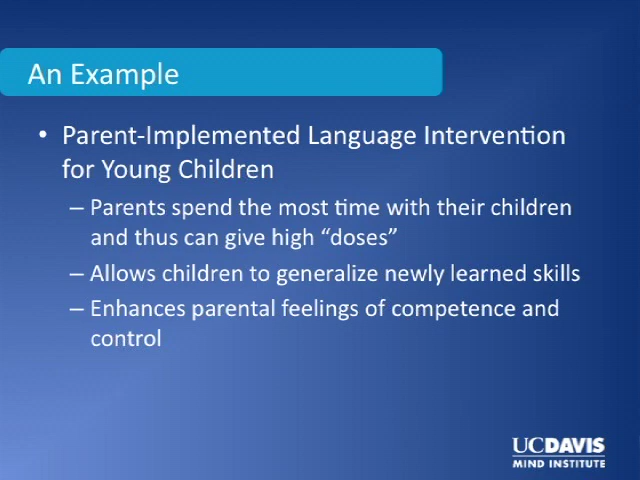 An Example
• Parent-Implemented Language Intervention
for Young Children
– Parents spend the most time with their children
and thus can give high “doses”
– Allows children to generalize newly learned skills
– Enhances parental feelings of competence and
control
UCDAVIS
MIND INSTITUTE